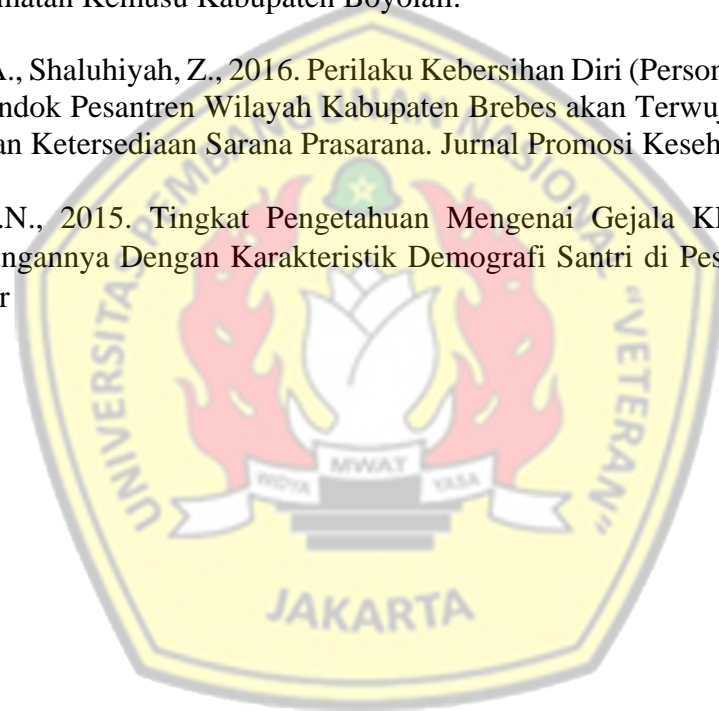 Kemusu Kabupaten Boyolali.
A., Shaluhiyah, Z., 2016. Perilaku Kebersihan Diri (Person
ndok Pesantren Wilayah Kabupaten Brebes akan Terwuj
an Ketersediaan Sarana Prasarana. Jurnal Promosi Keseh
.N., 2015. Tingkat Pengetahuan Mengenai Gejala Kl
ngannya Dengan Karakteristik Demografi Santri di Pes
r
UNIVERSITAS PEMBANGUNAN NASIONAL "VETERAN"
WIDYA MWAT YASA
JAKARTA